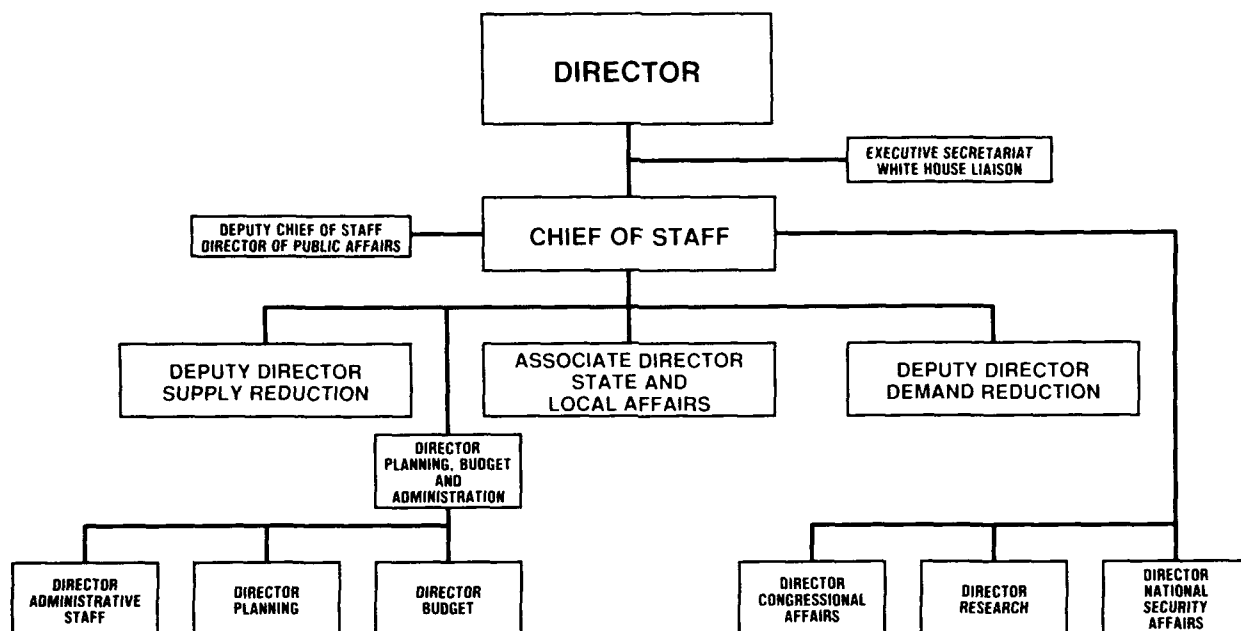 DIRECTOR
EXECUTIVE SECRETARIAT
WHITE HOUSE LIAISON
DEPUTY CHIEF OF STAFF
DIRECTOR OF PUBLIC AFFAIRS
CHIEF OF STAFF
DEPUTY DIRECTOR
SUPPLY REDUCTION
ASSOCIATE DIRECTOR
STATE AND
LOCAL AFFAIRS
DEPUTY DIRECTOR
DEMAND REDUCTION
DIRECTOR
PLANNING, BUDGET
AND
ADMINISTRATION
DIRECTOR
ADMINISTRATIVE
STAFF
DIRECTOR
PLANNING
DIRECTOR
BUDGET
DIRECTOR
CONGRESSIONAL
AFFAIRS
DIRECTOR
RESEARCH
DIRECTOR
NATIONAL
SECURITY
AFFAIRS